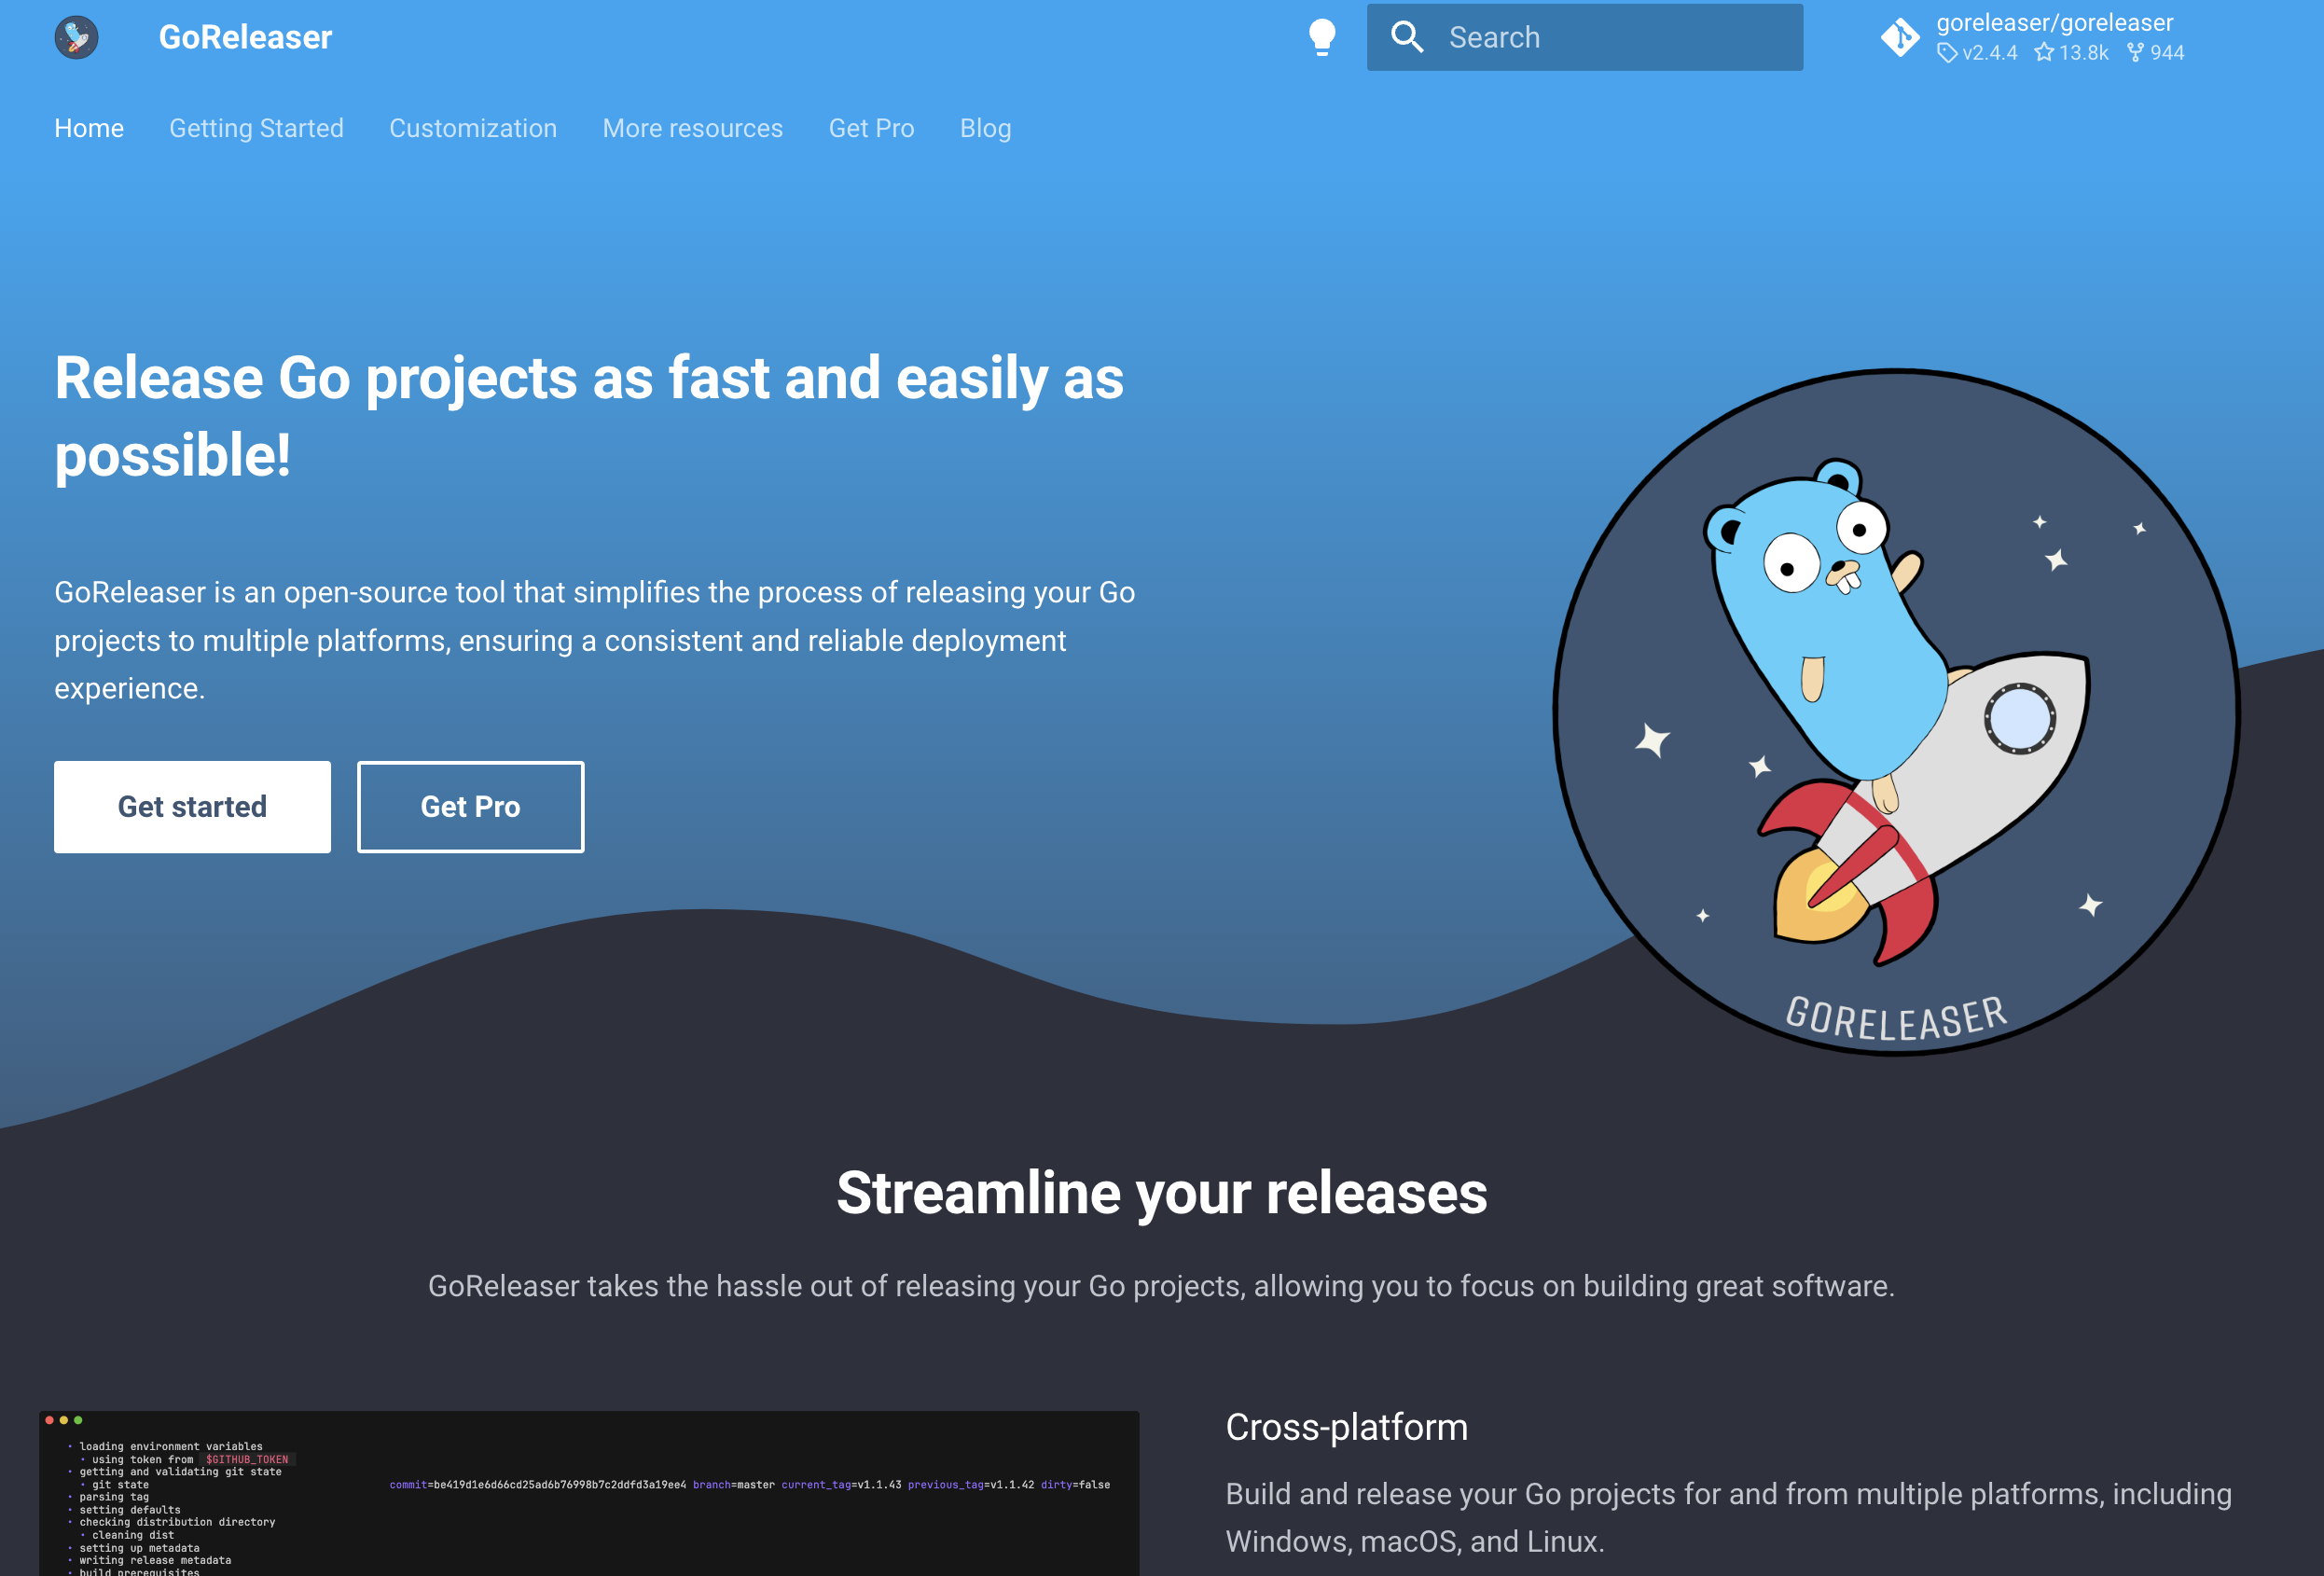 GoReleaser
Search
goreleaser/goreleaser
v2.4.4 13.8k 944
Home Getting Started Customization More resources Get Pro Blog
Release Go projects as fast and easily as
possible!
GoReleaser is an open-source tool that simplifies the process of releasing your Go
projects to multiple platforms, ensuring a consistent and reliable deployment
experience.
Get started Get Pro
GORELEASER
Streamline your releases
GoReleaser takes the hassle out of releasing your Go projects, allowing you to focus on building great software.
• loading environment variables
• using token from $GITHUB_TOKEN
• getting and validating git state
• git state commit=be419d1e6d66cd25ad6b76998b7c2ddfd3a19ee4 branch=master current_tag=v1.1.43 previous_tag=v1.1.42 dirty=false
• parsing tag
• setting defaults
• checking distribution directory
• cleaning dist
• setting up metadata
• writing release metadata
• build prerequisites
Cross-platform
Build and release your Go projects for and from multiple platforms, including
Windows, macOS, and Linux.